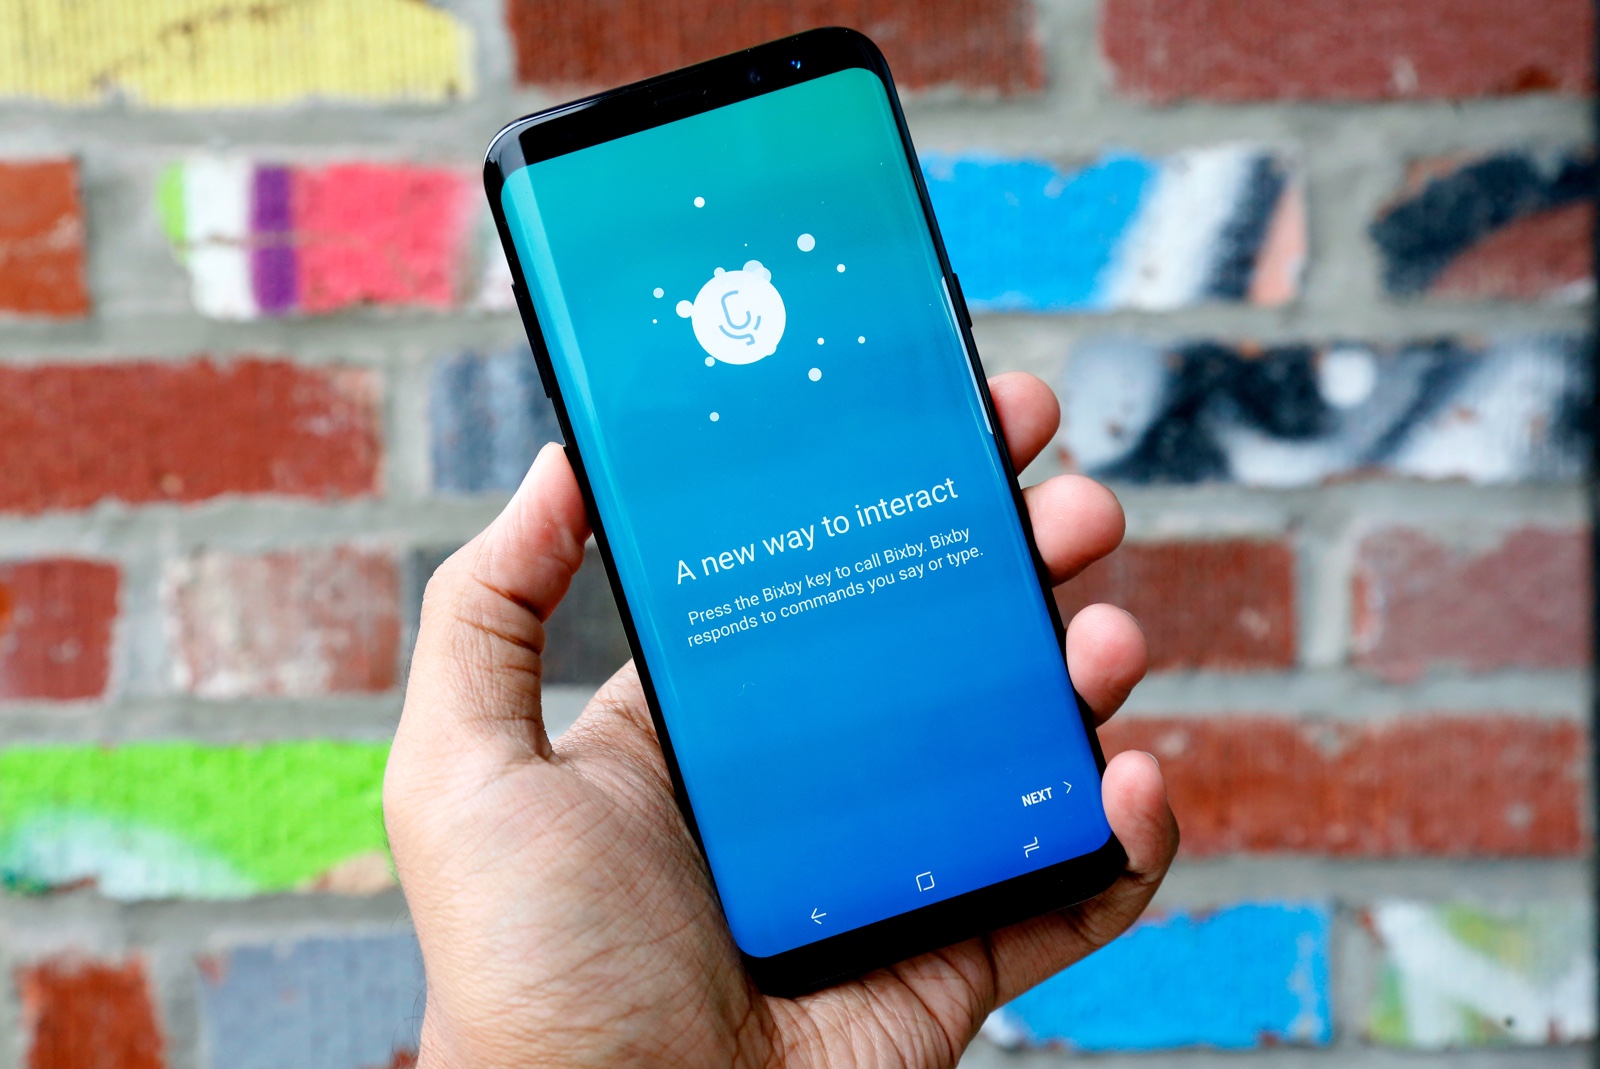 A new way to interact
Press the Bixby key to call Bixby. Bixby
responds to commands you say or type.
NEXT